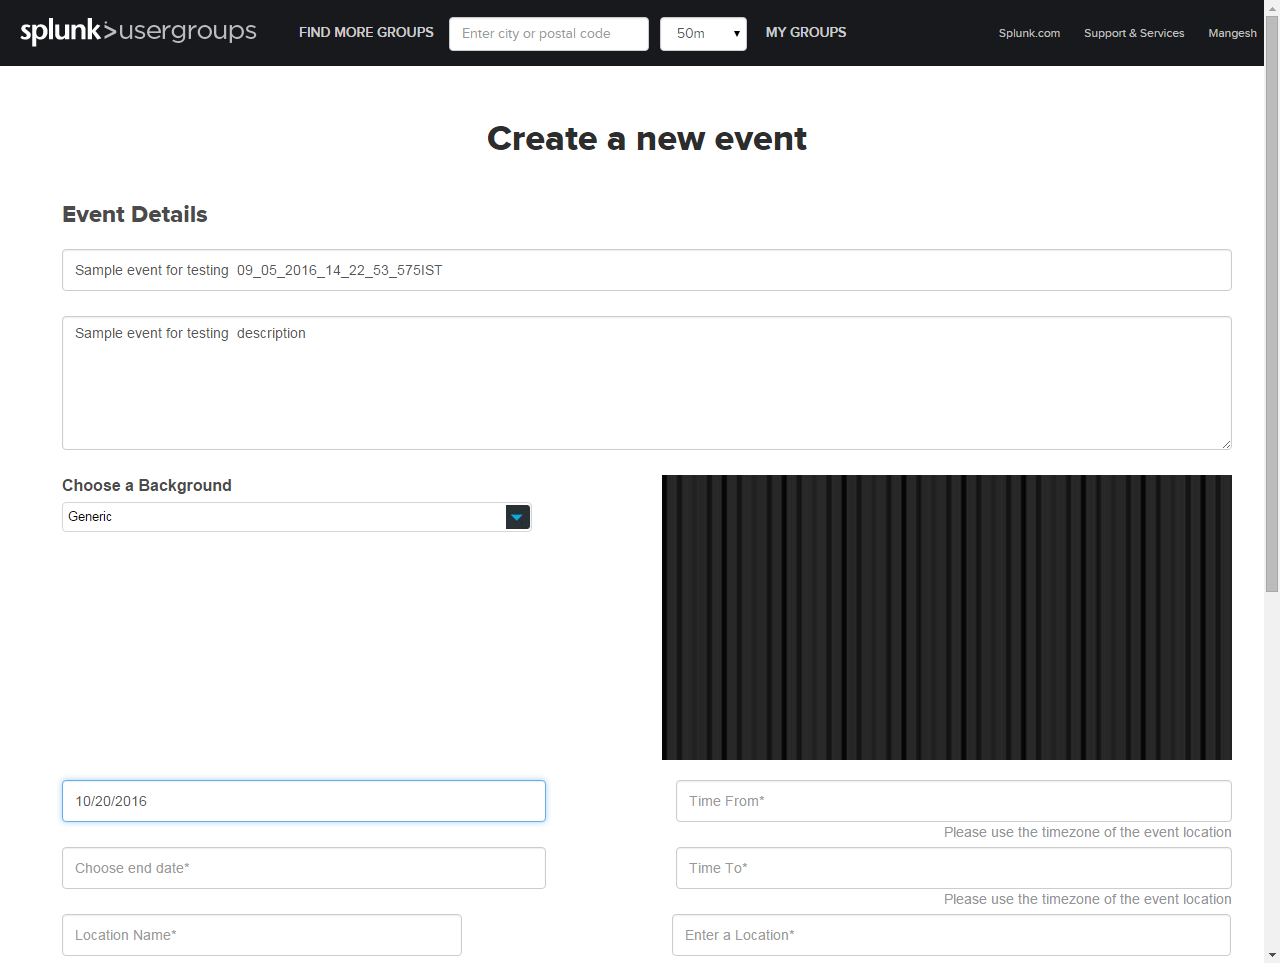 splunk>usergroups FIND MORE GROUPS Enter city or postal code 50m MY GROUPS Splunk.com Support & Services Mangesh
Create a new event
Event Details
Sample event for testing  09_05_2016_14_22_53_575IST
Sample event for testing  description
Choose a Background
Generic
10/20/2016 Time From*
Please use the timezone of the event location
Choose end date* Time To*
Please use the timezone of the event location
Location Name* Enter a Location*